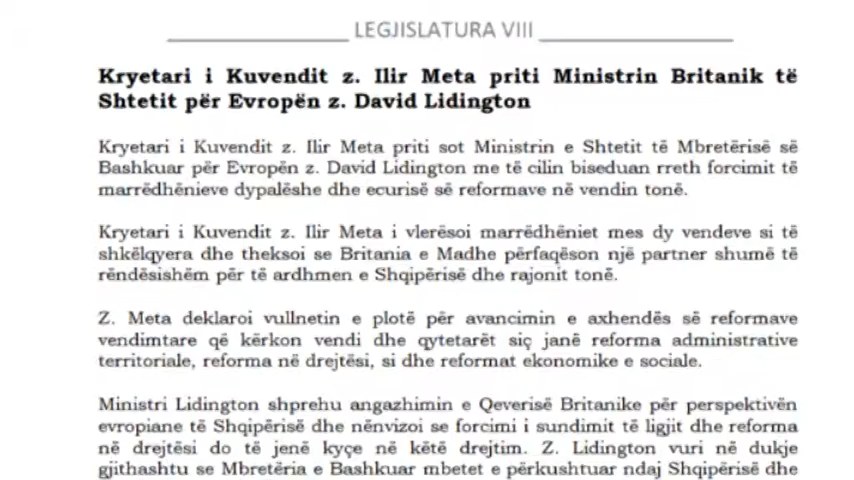 LEGJISLATURA VIII
Kryetari i Kuvendit z. Ilir Meta priti Ministrin Britanik të
Shtetit për Evropën z. David Lidington
Kryetari i Kuvendit z. Ilir Meta priti sot Ministrin e Shtetit të Mbretërisë së
Bashkuar për Evropën z. David Lidington me të cilin biseduan rreth forcimit të
marrëdhënieve dypalëshe dhe ecurisë së reformave në vendin tonë.
Kryetari i Kuvendit z. Ilir Meta i vlerësoi marrëdhëniet mes dy vendeve si të
shkëlqyera dhe theksoi se Britania e Madhe përfaqëson një partner shumë të
rëndësishëm për të ardhmen e Shqipërisë dhe rajonit tonë.
Z. Meta deklaroi vullnetin e plotë për avancimin e axhendës së reformave
vendimtare që kërkon vendi dhe qytetarët siç janë reforma administrative
territoriale, reforma në drejtësi, si dhe reformat ekonomike e sociale.
Ministri Lidington shprehu angazhimin e Qeverisë Britanike për perspektivën
evropiane të Shqipërisë dhe nënvizoi se forcimi i sundimit të ligjit dhe reforma
në drejtësi do të jenë kyçe në këtë drejtim. Z. Lidington vuri në dukje
gjithashtu se Mbretëria e Bashkuar mbetet e përkushtuar ndaj Shqipërisë dhe